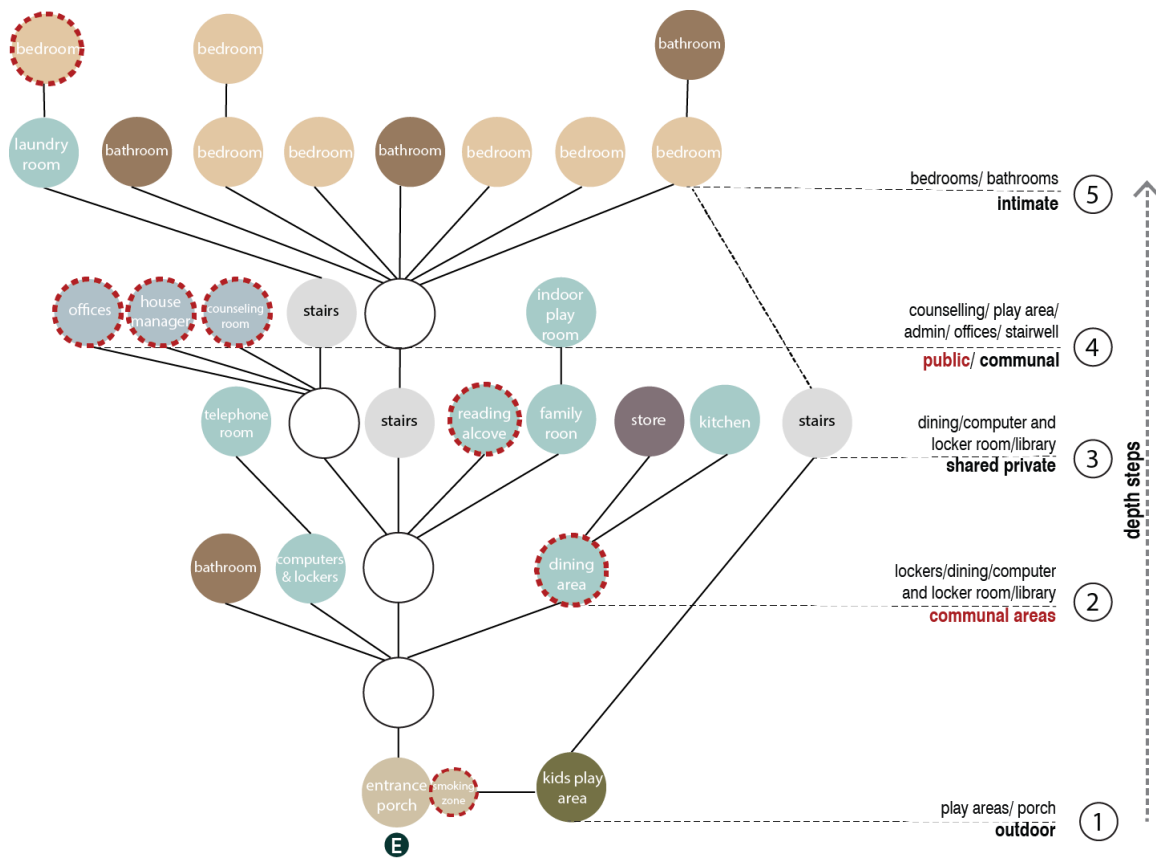 bedroom
bedroom
bathroom
laundry
room
bathroom
bedroom
bedroom
bathroom
bedroom
bedroom
bedroom
bedrooms/ bathrooms
intimate
5
offices
house
manager
counseling
room
stairs
indoor
play
room
counselling/ play area/
admin/ offices/ stairwell
public/ communal
4
telephone
room
stairs
reading
alcove
family
roon
store
kitchen
stairs
dining/computer and
locker room/library
shared private
3
depth steps
bathroom
computers
& lockers
dining
area
lockers/dining/computer
and locker room/library
communal areas
2
entrance
porch
smoking
zone
kids play
area
play areas/ porch
outdoor
1
E